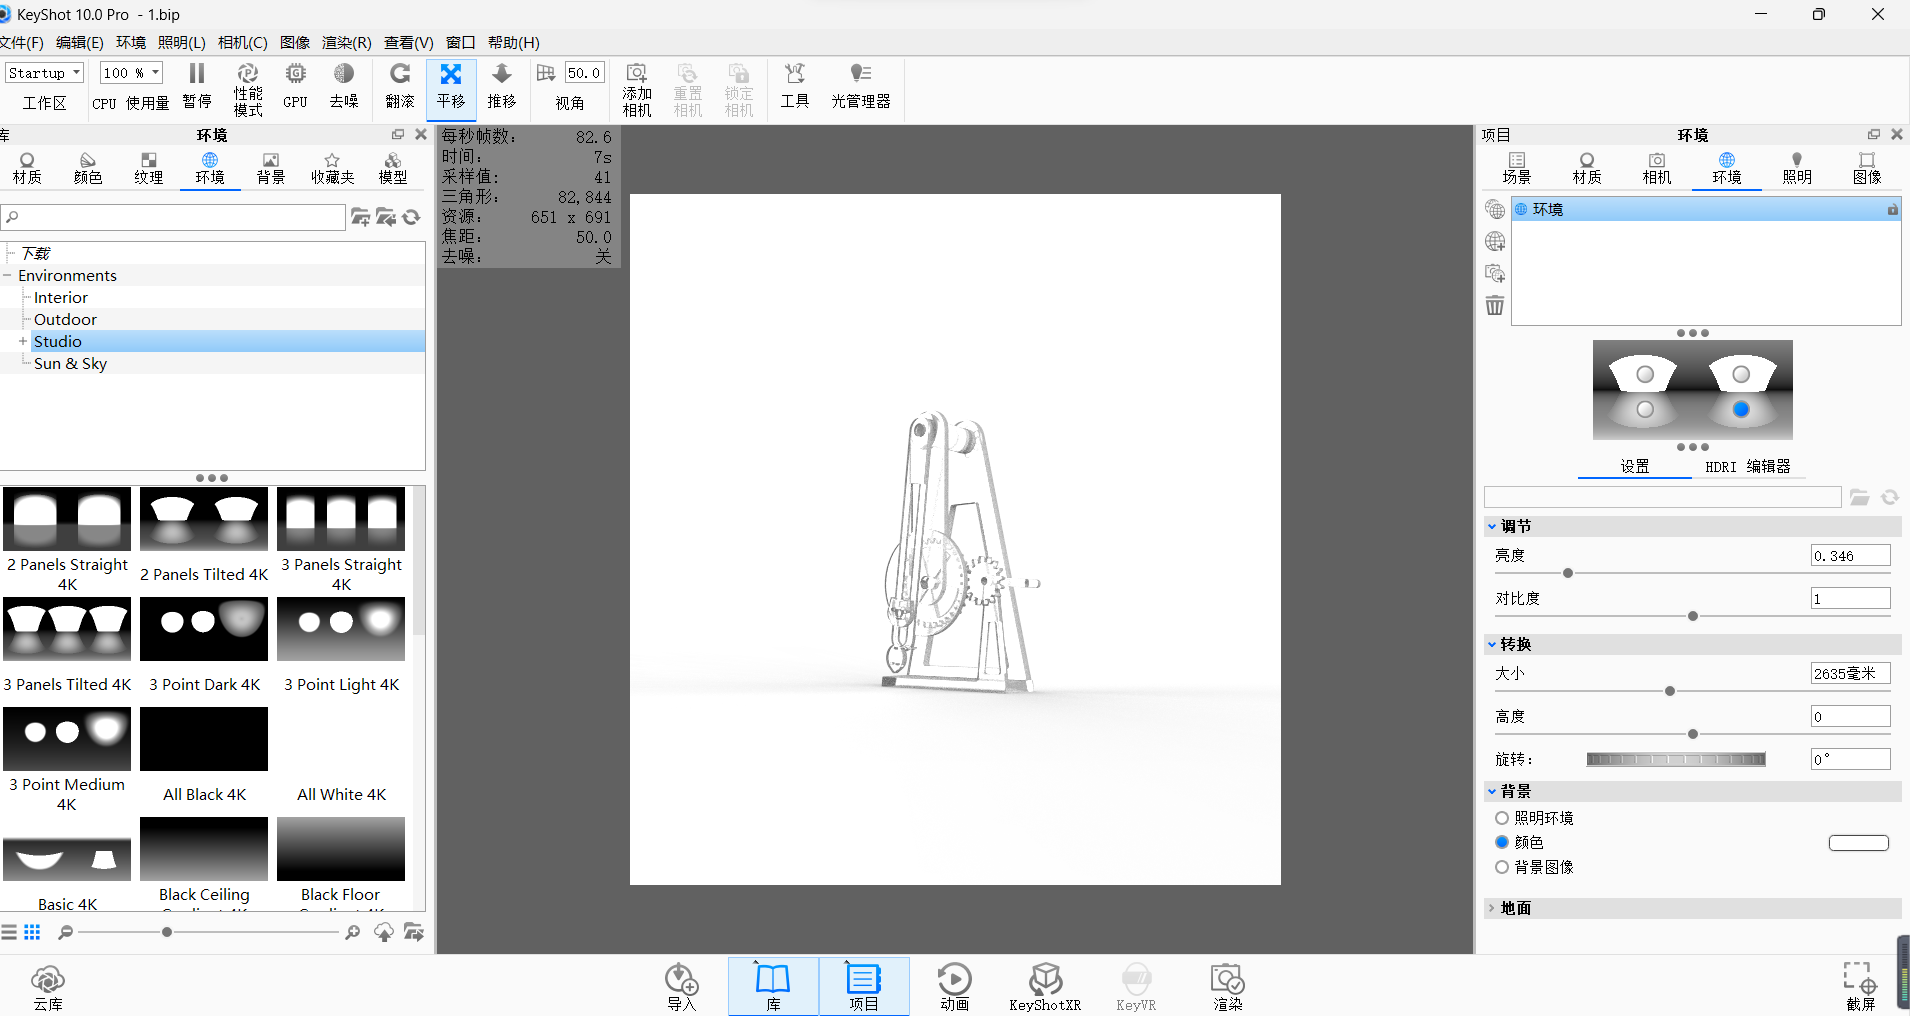 KeyShot 10.0 Pro - 1.bip
文件(F) 编辑(E) 环境 照明(L) 相机(C) 图像 渲染(R) 查看(V) 窗口 帮助(H)
Startup
工作区
100 %
CPU 使用量
暂停
性能
模式
GPU
去噪
翻滚
平移
推移
50.0
视角
添加
相机
重置
相机
锁定
相机
工具
光管理器
库
环境
材质 颜色 纹理 环境 背景 收藏夹 模型
下载
Environments
Interior
Outdoor
Studio
Sun & Sky
2 Panels Straight
4K
2 Panels Tilted 4K
3 Panels Straight
4K
3 Panels Tilted 4K
3 Point Dark 4K
3 Point Light 4K
3 Point Medium
4K
All Black 4K
All White 4K
Basic 4K
Black Ceiling
Black Floor
每秒帧数: 82.6
时间: 7s
采样值: 41
三角形: 82,844
资源: 651 x 691
焦距: 50.0
去噪: 关
项目
环境
场景 材质 相机 环境 照明 图像
环境
设置 HDRI 编辑器
调节
亮度 0.346
对比度 1
转换
大小 2635毫米
高度 0
旋转: 0°
背景
照明环境
颜色
背景图像
地面
云库
导入
库
项目
动画
KeyShotXR
KeyVR
渲染
截屏